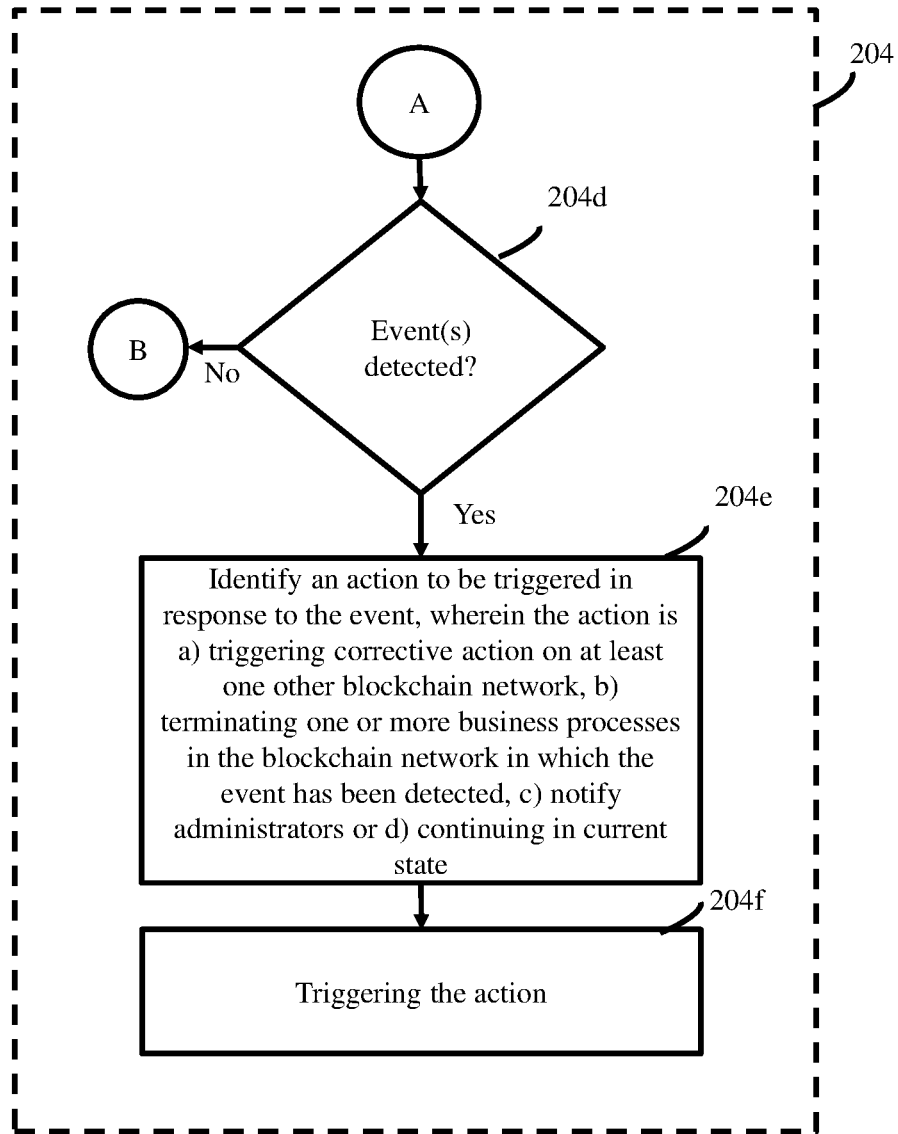 204
A
204d
Event(s)
detected?
B
No
Yes
204e
Identify an action to be triggered in
response to the event, wherein the action is
a) triggering corrective action on at least
one other blockchain network, b)
terminating one or more business processes
in the blockchain network in which the
event has been detected, c) notify
administrators or d) continuing in current
state
204f
Triggering the action